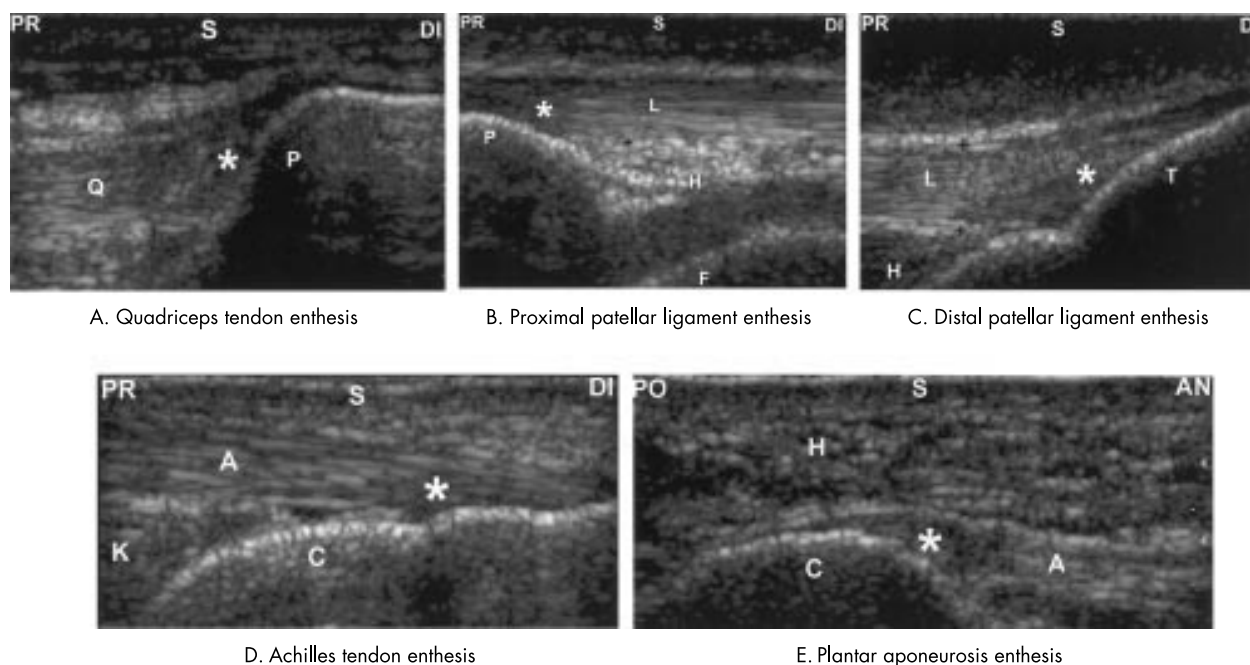 PR S DI
Q * P
A. Quadriceps tendon enthesis
PR S DI
* L
P H
F
B. Proximal patellar ligament enthesis
PR S D
L * T
H
C. Distal patellar ligament enthesis
PR S DI
A *
K C
D. Achilles tendon enthesis
PO S AN
H
C * A
E. Plantar aponeurosis enthesis